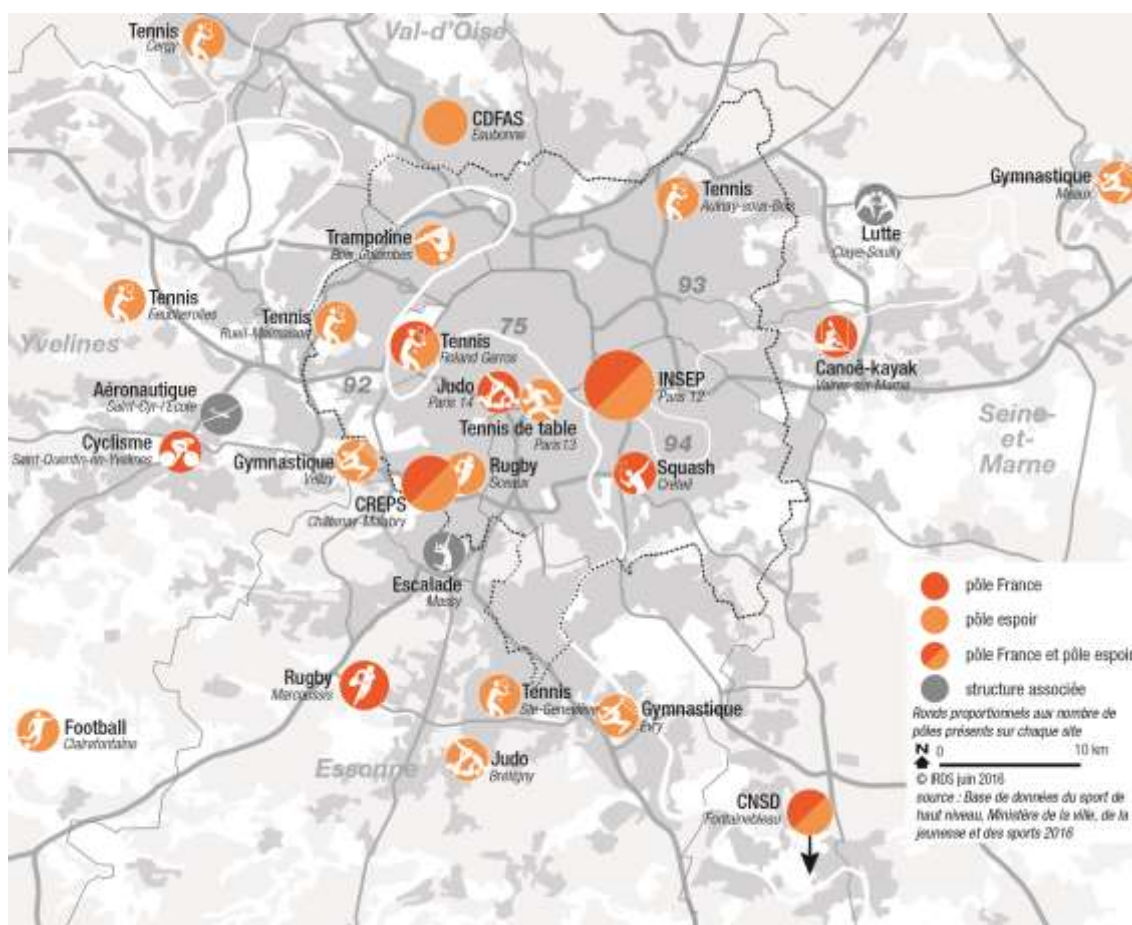 Tennis
Cergy
Val-d'Oise
CDFAS
Eaubonne
Gymnastique
Meaux
Tennis
Aulnay-sous-Bois
Lutte
Claye-Souilly
Trampoline
Bois-Colombes
93
Tennis
Feucherolles
Tennis
Rueil-Malmaison
75
Yvelines
Tennis
Roland Garros
Canoë-kayak
Vaires-sur-Marne
92
Judo
Paris 14
INSEP
Paris 12
Aéronautique
Saint-Cyr-l'Ecole
Tennis de table
Paris 13
Seine-
et-
Marne
Cyclisme
Saint-Quentin-en-Yvelines
94
Gymnastique
Vélizy
Rugby
Sceaux
Squash
Créteil
CREPS
Châtenay-Malabry
Escalade
Massy
pôle France
pôle espoir
pôle France et pôle espoir
structure associée
Rugby
Marcoussis
Tennis
Ste-Geneviève
Gymnastique
Evry
Football
Clairefontaine
Judo
Brétigny
Essonne
Ronds proportionnels aux nombre de
pôles présents sur chaque site
N 0 10 km
© IRDS juin 2016
source : Base de données du sport de
haut niveau, Ministère de la ville, de la
jeunesse et des sports 2016
CNSD
Fontainebleau